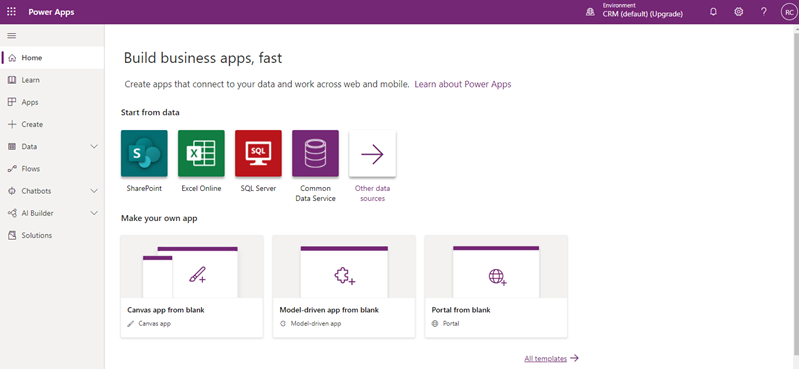 Power Apps
Environment
CRM (default) (Upgrade)
?
RC
Home
Learn
Apps
Create
Data
Flows
Chatbots
AI Builder
Solutions
Build business apps, fast
Create apps that connect to your data and work across web and mobile. Learn about Power Apps
Start from data
S
X
SQL
SharePoint
Excel Online
SQL Server
Common
Data Service
Other data
sources
Make your own app
Canvas app from blank
Canvas app
Model-driven app from blank
Model-driven app
Portal from blank
Portal
All templates